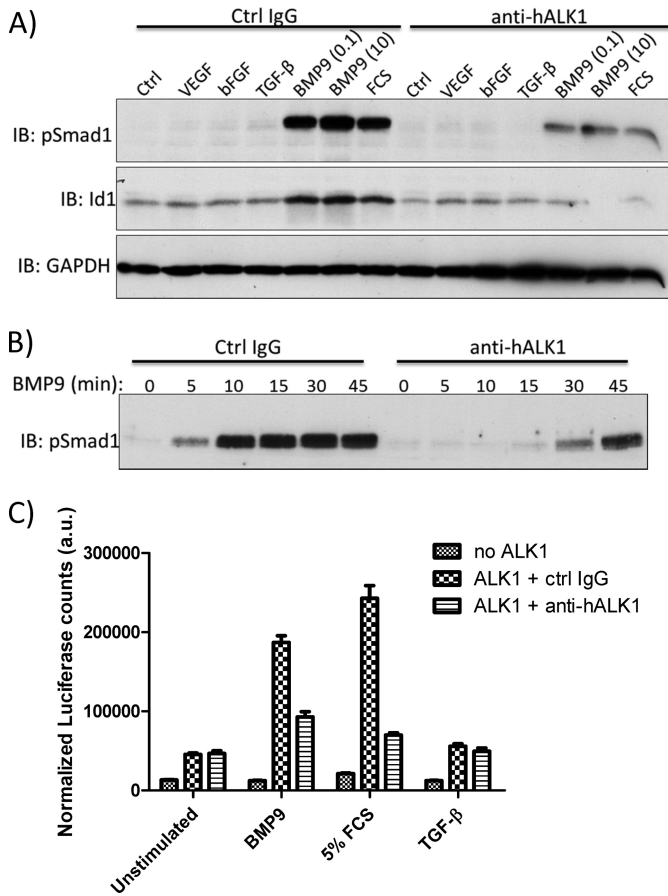 A)
Ctrl IgG anti-hALK1
Ctrl VEGF bFGF TGF-β BMP9 (0.1) BMP9 (10) FCS Ctrl VEGF bFGF TGF-β BMP9 (0.1) BMP9 (10) FCS
IB: pSmad1
IB: Id1
IB: GAPDH
B)
Ctrl IgG anti-hALK1
BMP9 (min): 0 5 10 15 30 45 0 5 10 15 30 45
IB: pSmad1
C)
Normalized Luciferase counts (a.u.)
300000
200000
100000
0
no ALK1
ALK1 + ctrl IgG
ALK1 + anti-hALK1
Unstimulated BMP9 5% FCS TGF-β